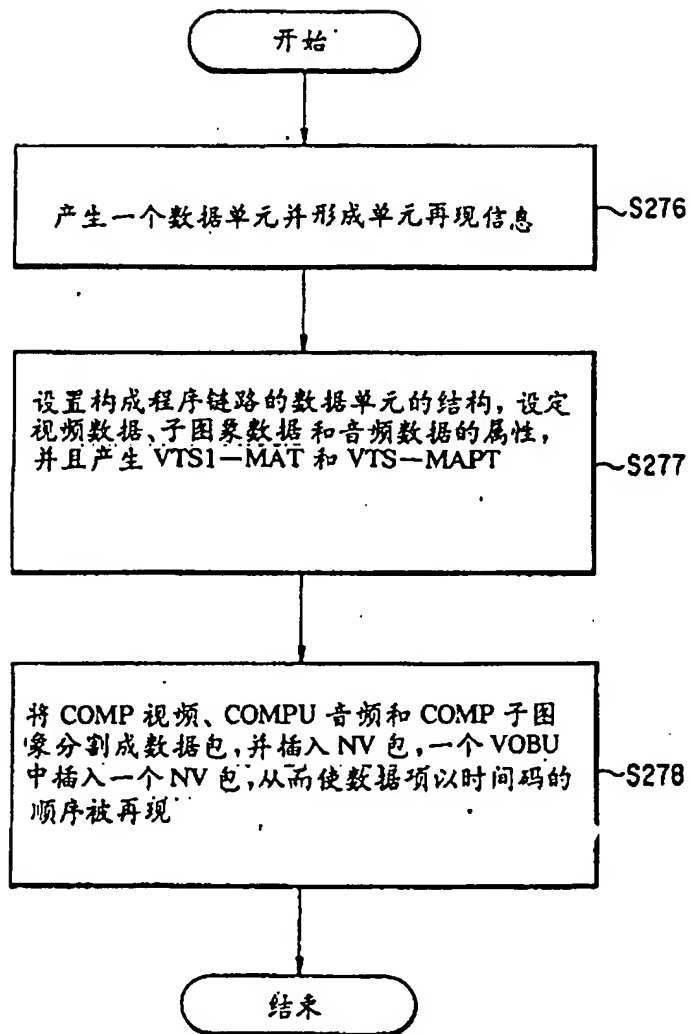 开始
产生一个数据单元并形成单元再现信息
S276
设置构成程序链路的数据单元的结构,设定
视频数据、子图象数据和音频数据的属性,
并且产生 VTS1—MAT 和 VTS—MAPT
S277
将 COMP 视频、COMPU 音频和 COMP 子图
象分割成数据包,并插入 NV 包,一个 VOBU
中插入一个 NV 包,从而使数据项以时间码的
顺序被再现
S278
结束